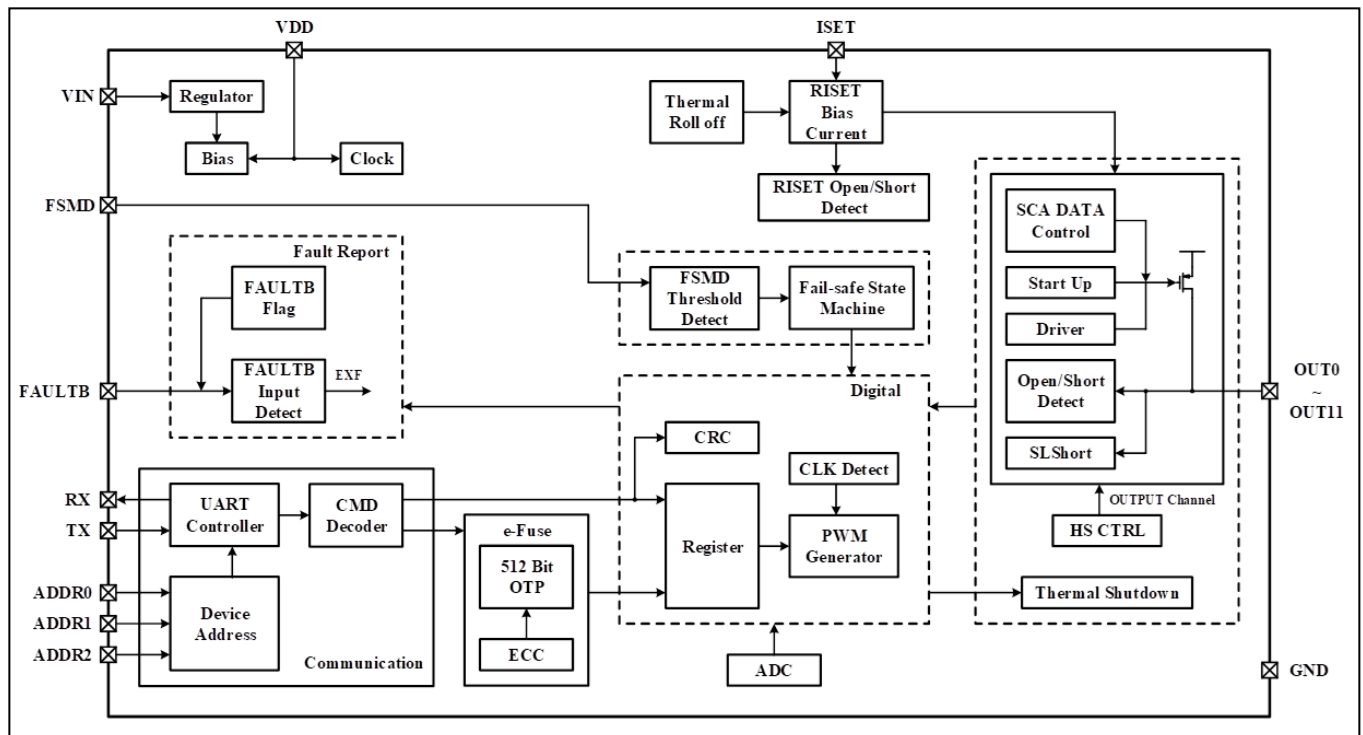 VDD
ISET
VIN
Regulator
Bias
Clock
Thermal
Roll off
RISET
Bias
Current
RISET Open/Short
Detect
FSMD
Fault Report
FAULTB
Flag
FAULTB
FAULTB
Input
Detect
EXF
FSMD
Threshold
Detect
Fail-safe State
Machine
SCA DATA
Control
Start Up
Driver
Open/Short
Detect
SLShort
OUTPUT Channel
HS CTRL
Thermal Shutdown
OUT0
~
OUT11
Digital
CRC
CLK Detect
Register
PWM
Generator
ADC
RX
TX
UART
Controller
CMD
Decoder
ADDR0
ADDR1
ADDR2
Device
Address
Communication
e-Fuse
512 Bit
OTP
ECC
GND